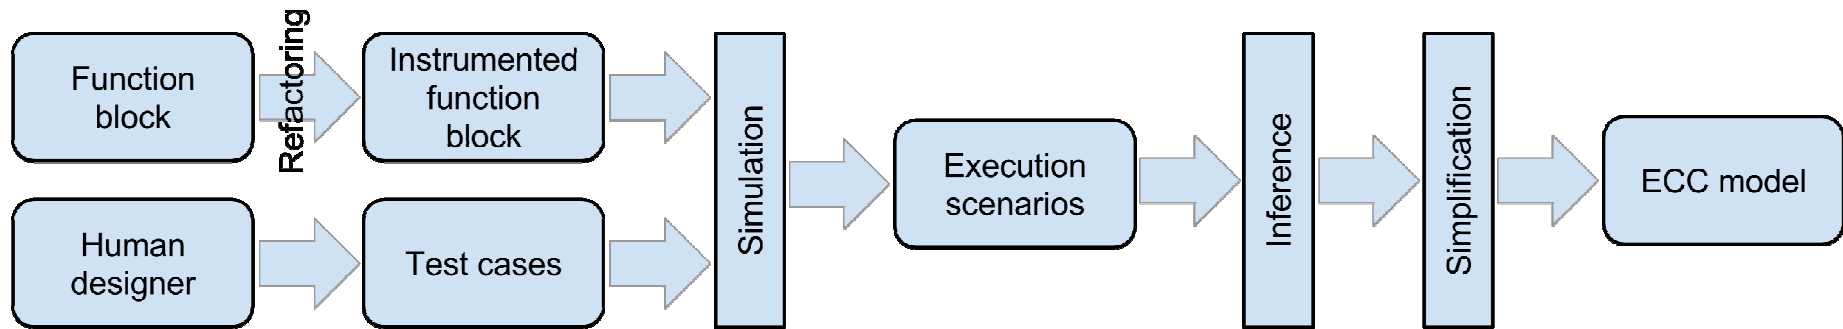 Function
block
Refactoring
Instrumented
function
block
Human
designer
Test cases
Simulation
Execution
scenarios
Inference
Simplification
ECC model